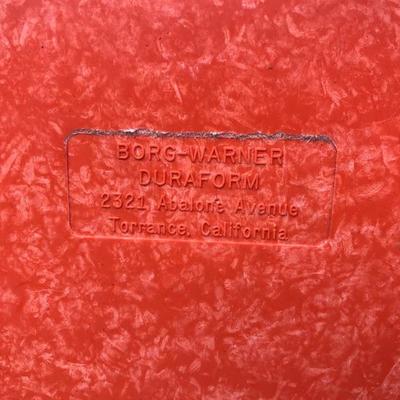 BORG-WARNER
DURAFORM
2321 Abalone Avenue
Torrance, California